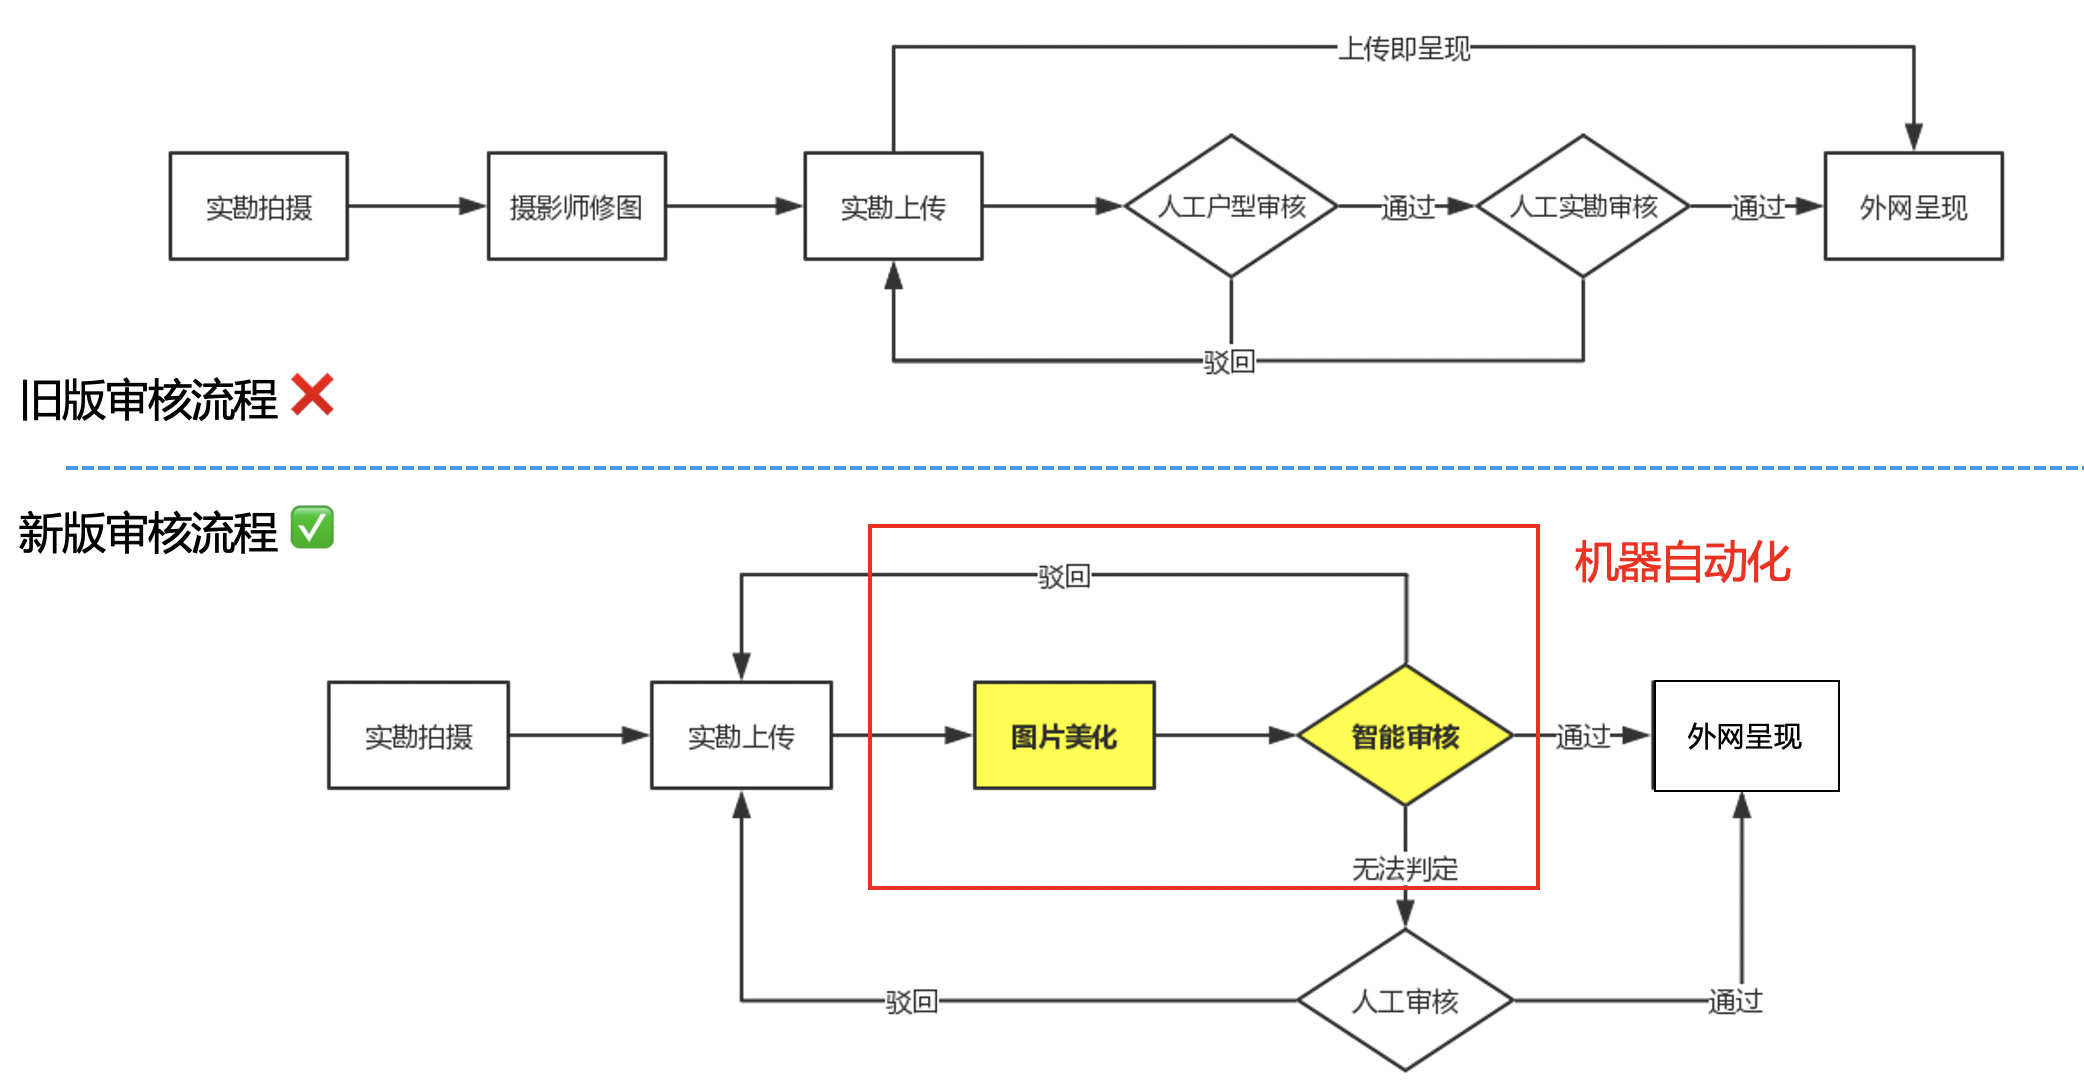 上传即呈现
实勘拍摄
摄影师修图
实勘上传
人工户型审核
通过
人工实勘审核
通过
外网呈现
驳回
旧版审核流程
新版审核流程
机器自动化
驳回
实勘拍摄
实勘上传
图片美化
智能审核
通过
外网呈现
无法判定
驳回
人工审核
通过